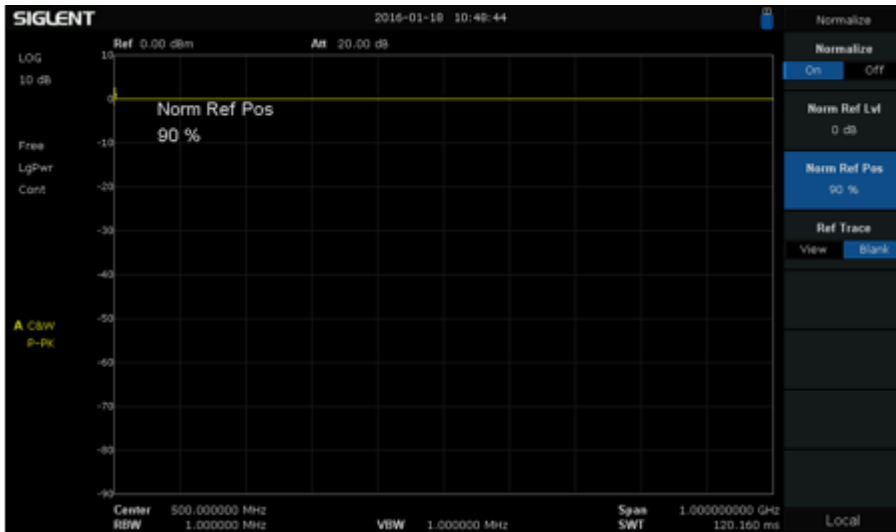 SIGLENT 2016-01-18 10:48:44 Normalize
Ref 0.00 dBm Att 20.00 dB
LOG
10 dB
Free
LgPwr
Cont
A C&W
P-PK
10
0
-10
-20
-30
-40
-50
-60
-70
-80
-90
Norm Ref Pos
90 %
Normalize
On Off
Norm Ref Lvl
0 dB
Norm Ref Pos
90 %
Ref Trace
View Blank
Center 500.000000 MHz Span 1.000000000 GHz
RBW 1.000000 MHz VBW 1.000000 MHz SWT 120.160 ms
Local